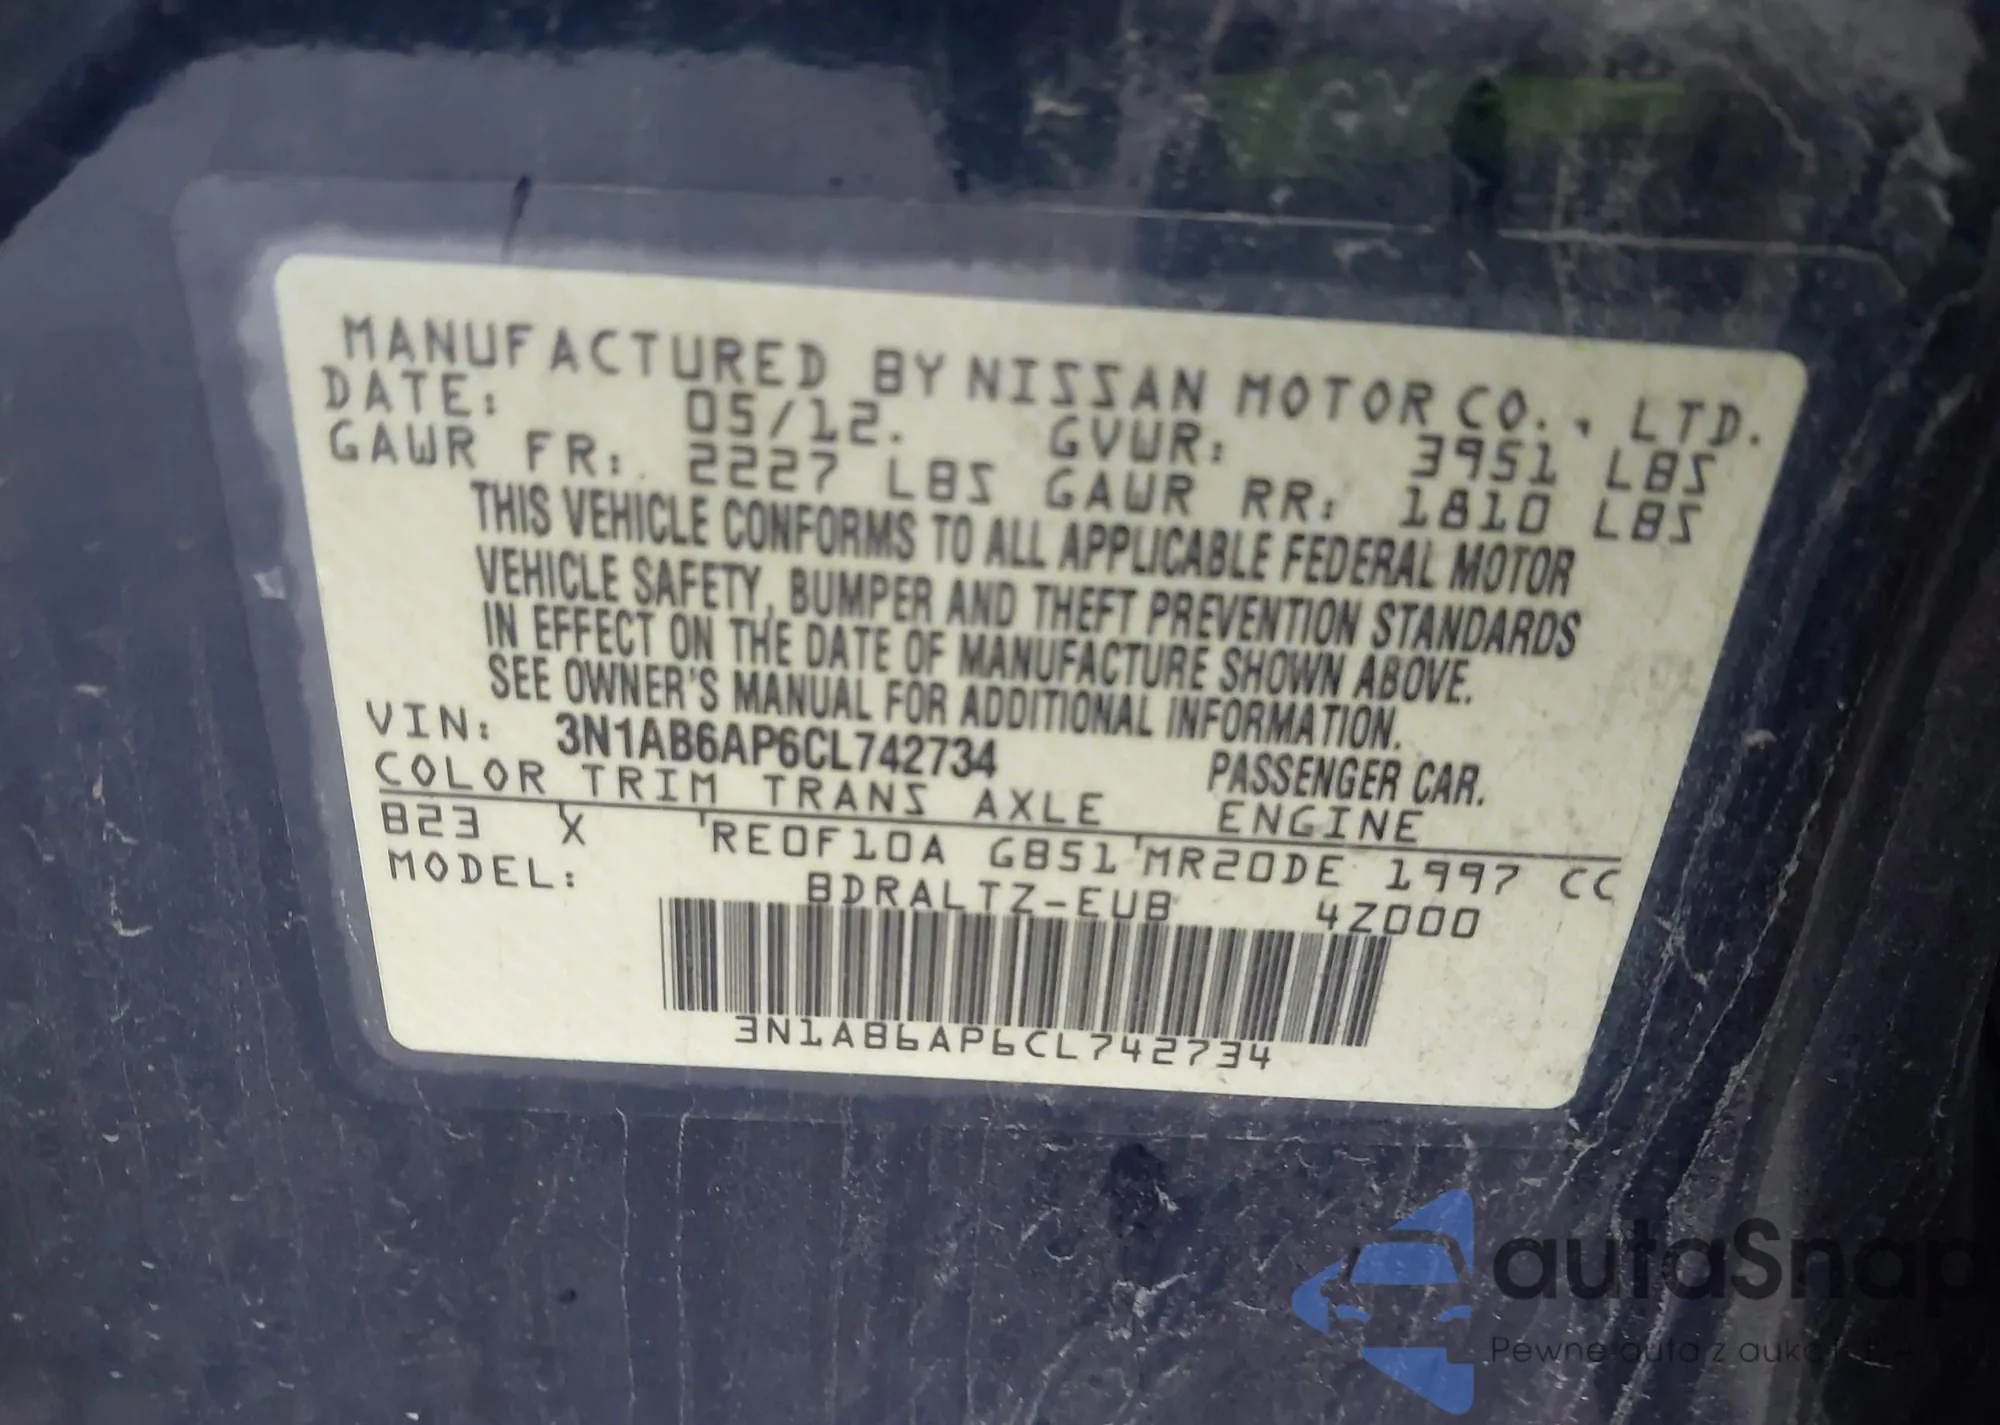 MANUFACTURED BY NISSAN MOTOR CO., LTD.
DATE: 05/12. GVWR: 3951 LBS
GAWR FR: 2227 LBS GAWR RR: 1810 LBS
THIS VEHICLE CONFORMS TO ALL APPLICABLE FEDERAL MOTOR
VEHICLE SAFETY, BUMPER AND THEFT PREVENTION STANDARDS
IN EFFECT ON THE DATE OF MANUFACTURE SHOWN ABOVE.
SEE OWNER'S MANUAL FOR ADDITIONAL INFORMATION.
VIN: 3N1AB6AP6CL742734 PASSENGER CAR.
COLOR TRIM TRANS AXLE ENGINE
B23 X RE0F10A GB51 MR20DE 1997 CC
MODEL: BDRALTZ-EUB 4Z000
3N1AB6AP6CL742734
autaSnap
Pewne auta z